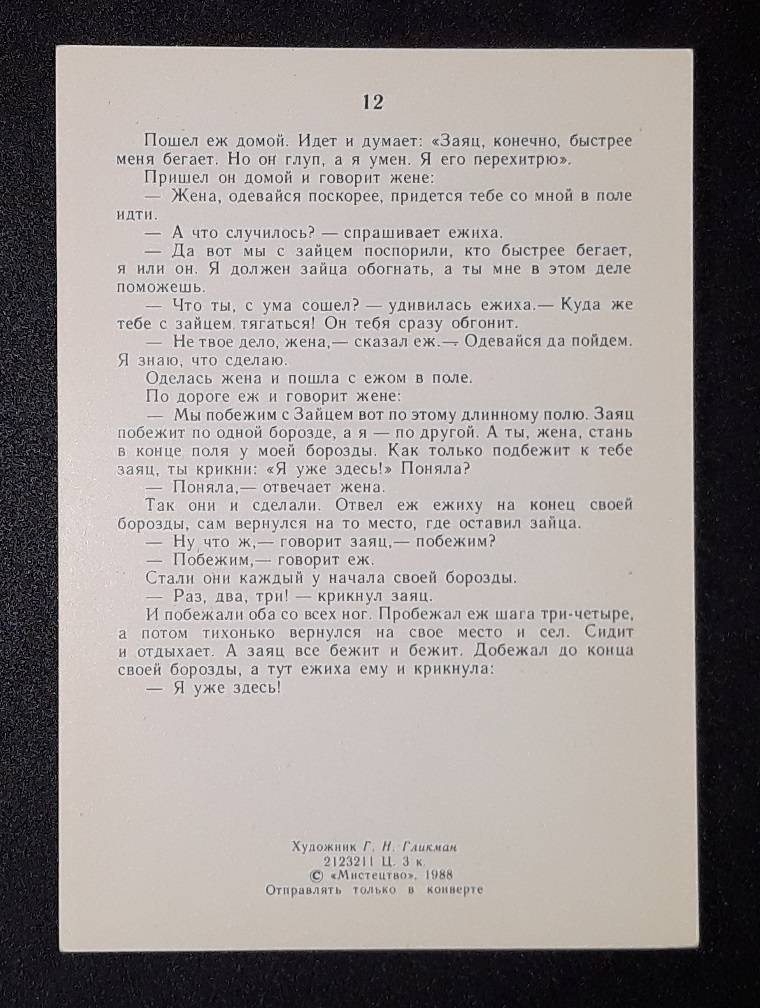 12
Пошел еж домой. Идет и думает: «Заяц, конечно, быстрее
меня бегает. Но он глуп, а я умен. Я его перехитрю».
Пришел он домой и говорит жене:
— Жена, одевайся поскорее, придется тебе со мной в поле
идти.
— А что случилось? — спрашивает ежиха.
— Да вот мы с зайцем поспорили, кто быстрее бегает,
я или он. Я должен зайца обогнать, а ты мне в этом деле
поможешь.
— Что ты, с ума сошел? — удивилась ежиха.— Куда же
тебе с зайцем тягаться! Он тебя сразу обгонит.
— Не твое дело, жена,— сказал еж.— Одевайся да пойдем.
Я знаю, что сделаю.
Оделась жена и пошла с ежом в поле.
По дороге еж и говорит жене:
— Мы побежим с Зайцем вот по этому длинному полю. Заяц
побежит по одной борозде, а я — по другой. А ты, жена, стань
в конце поля у моей борозды. Как только подбежит к тебе
заяц, ты крикни: «Я уже здесь!» Поняла?
— Поняла,— отвечает жена.
Так они и сделали. Отвел еж ежиху на конец своей
борозды, сам вернулся на то место, где оставил зайца.
— Ну что ж,— говорит заяц,— побежим?
— Побежим,— говорит еж.
Стали они каждый у начала своей борозды.
— Раз, два, три! — крикнул заяц.
И побежали оба со всех ног. Пробежал еж шага три-четыре,
а потом тихонько вернулся на свое место и сел. Сидит
и отдыхает. А заяц все бежит и бежит. Добежал до конца
своей борозды, а тут ежиха ему и крикнула:
— Я уже здесь!
Художник Г. Н. Гликман
2123211 Ц. 3 к.
© «Мистецтво», 1988
Отправлять только в конверте